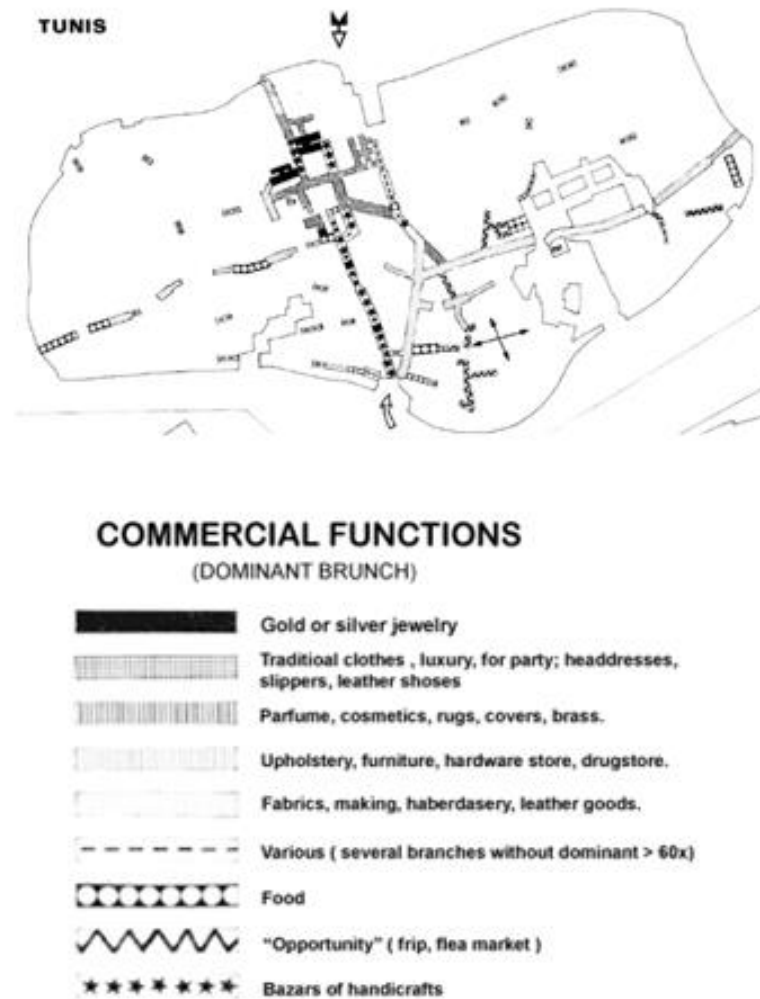 TUNIS
COMMERCIAL FUNCTIONS
(DOMINANT BRUNCH)
Gold or silver jewelry
Traditioal clothes , luxury, for party; headdresses,
slippers, leather shoses
Parfume, cosmetics, rugs, covers, brass.
Upholstery, furniture, hardware store, drugstore.
Fabrics, making, haberdasery, leather goods.
Various ( several branches without dominant > 60x)
Food
“Opportunity” ( frip, flea market )
Bazars of handicrafts